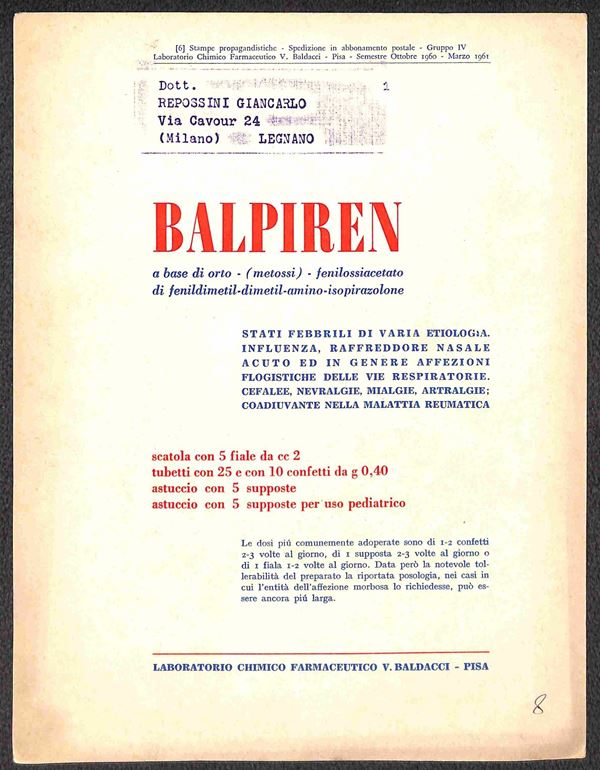 [6] Stampe propagandistiche - Spedizione in abbonamento postale - Gruppo IV
Laboratorio Chimico Farmaceutico V. Baldacci - Pisa - Semestre Ottobre 1960 - Marzo 1961
Dott. 1
REPOSSINI GIANCARLO
Via Cavour 24
(Milano) LEGNANO
BALPIREN
a base di orto - (metossi) - fenilossiacetato
di fenildimetil-dimetil-amino-isopirazolone
STATI FEBBRILI DI VARIA ETIOLOGIA.
INFLUENZA, RAFFREDDORE NASALE
ACUTO ED IN GENERE AFFEZIONI
FLOGISTICHE DELLE VIE RESPIRATORIE.
CEFALEE, NEVRALGIE, MIALGIE, ARTRALGIE;
COADIUVANTE NELLA MALATTIA REUMATICA
scatola con 5 fiale da cc 2
tubetti con 25 e con 10 confetti da g 0,40
astuccio con 5 supposte
astuccio con 5 supposte per uso pediatrico
Le dosi piú comunemente adoperate sono di 1-2 confetti
2-3 volte al giorno, di 1 supposta 2-3 volte al giorno o
di 1 fiala 1-2 volte al giorno. Data però la notevole tol-
lerabilità del preparato la riportata posologia, nei casi in
cui l'entità dell'affezione morbosa lo richiedesse, può es-
sere ancora piú larga.
LABORATORIO CHIMICO FARMACEUTICO V. BALDACCI - PISA
8